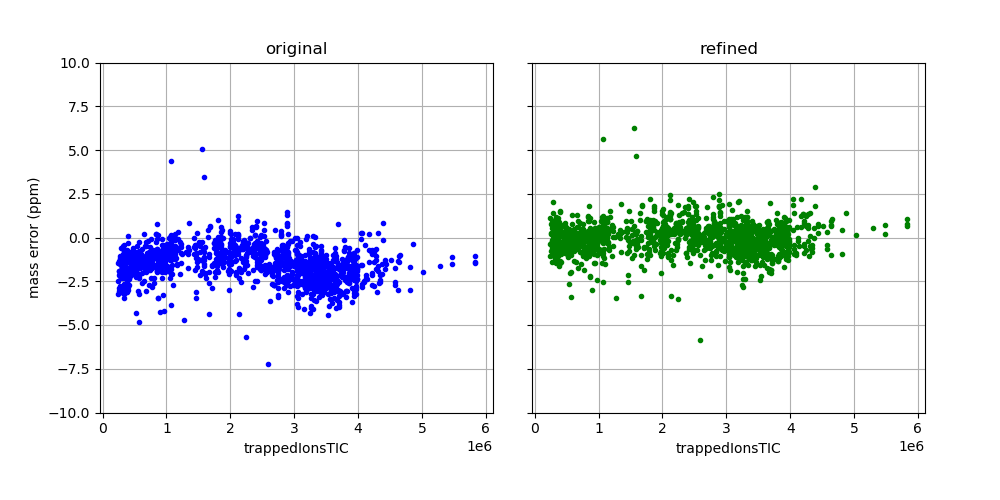 original
refined
mass error (ppm)
10.0
7.5
5.0
2.5
0.0
−2.5
−5.0
−7.5
−10.0
0 1 2 3 4 5 6
1e6
trappedIonsTIC
0 1 2 3 4 5 6
1e6
trappedIonsTIC